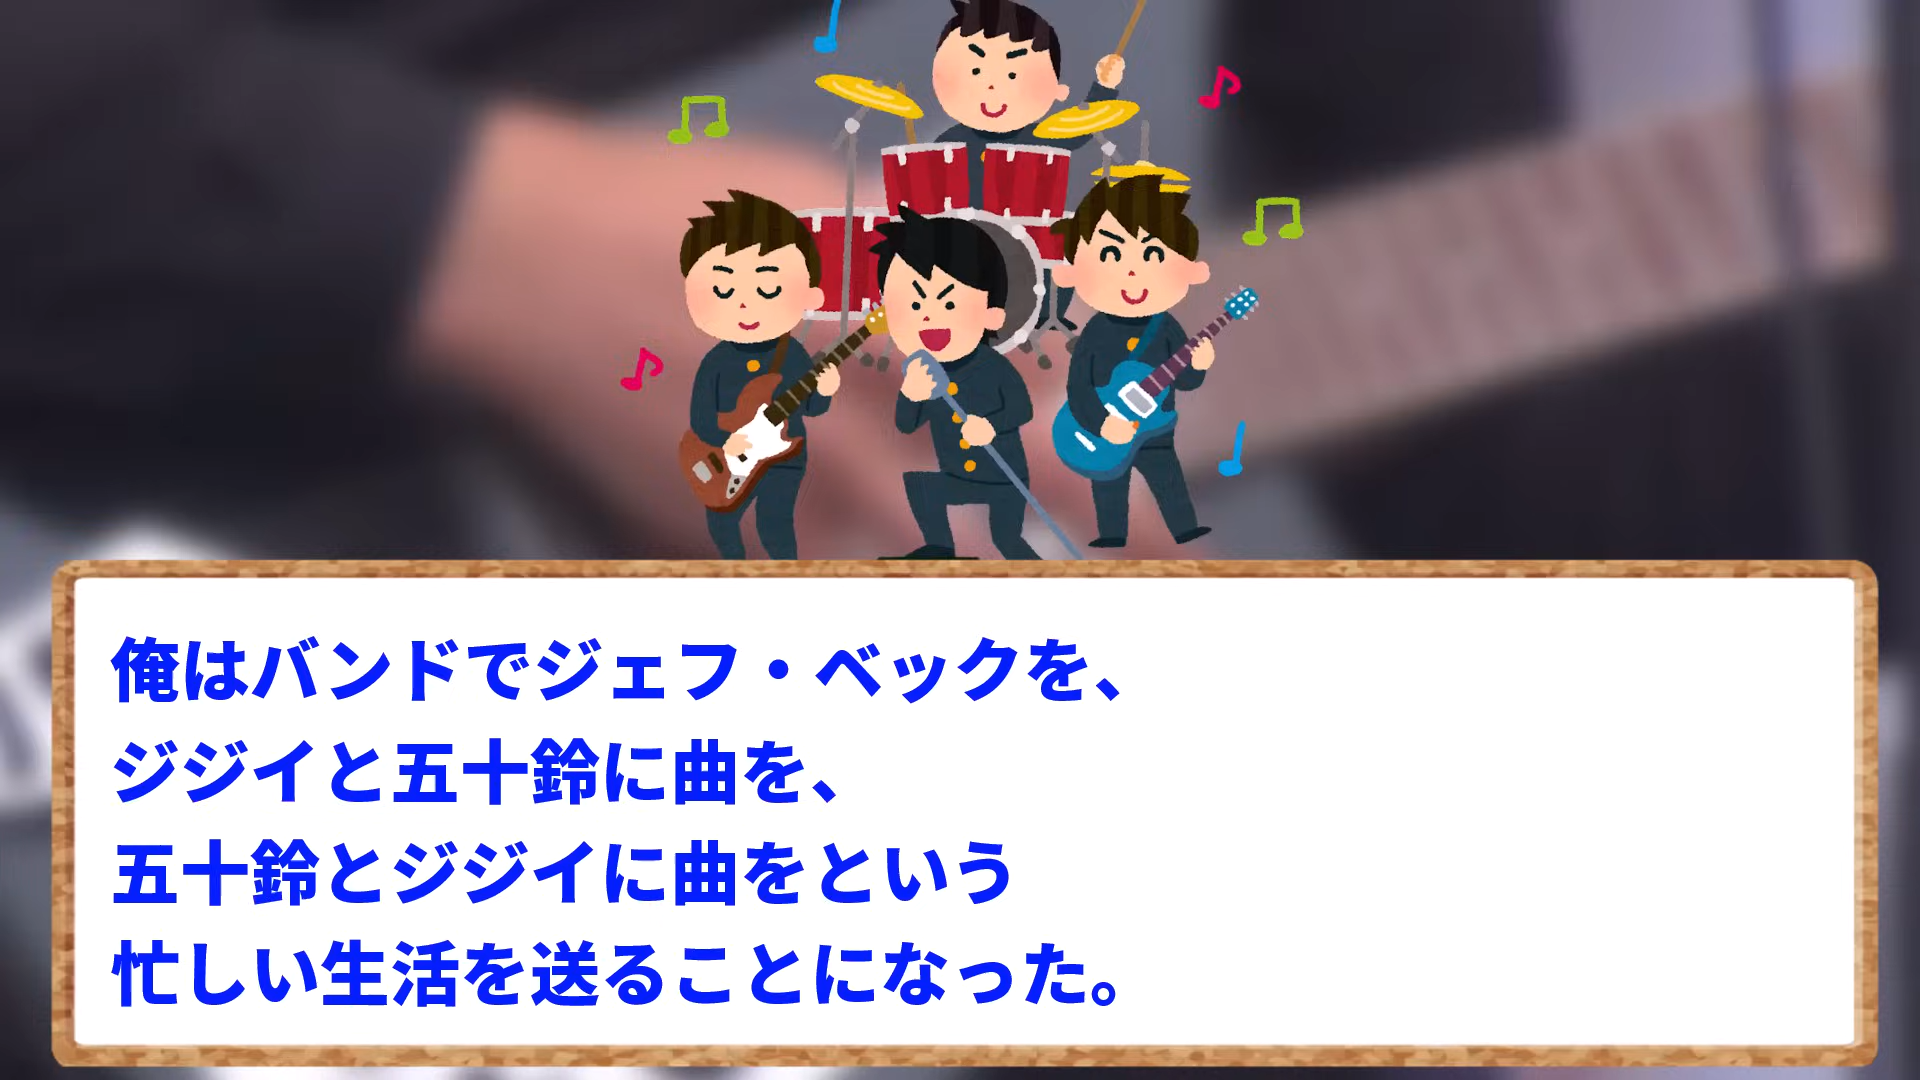 俺はバンドでジェフ・ベックを、
ジジイと五十鈴に曲を、
五十鈴とジジイに曲をという
忙しい生活を送ることになった。